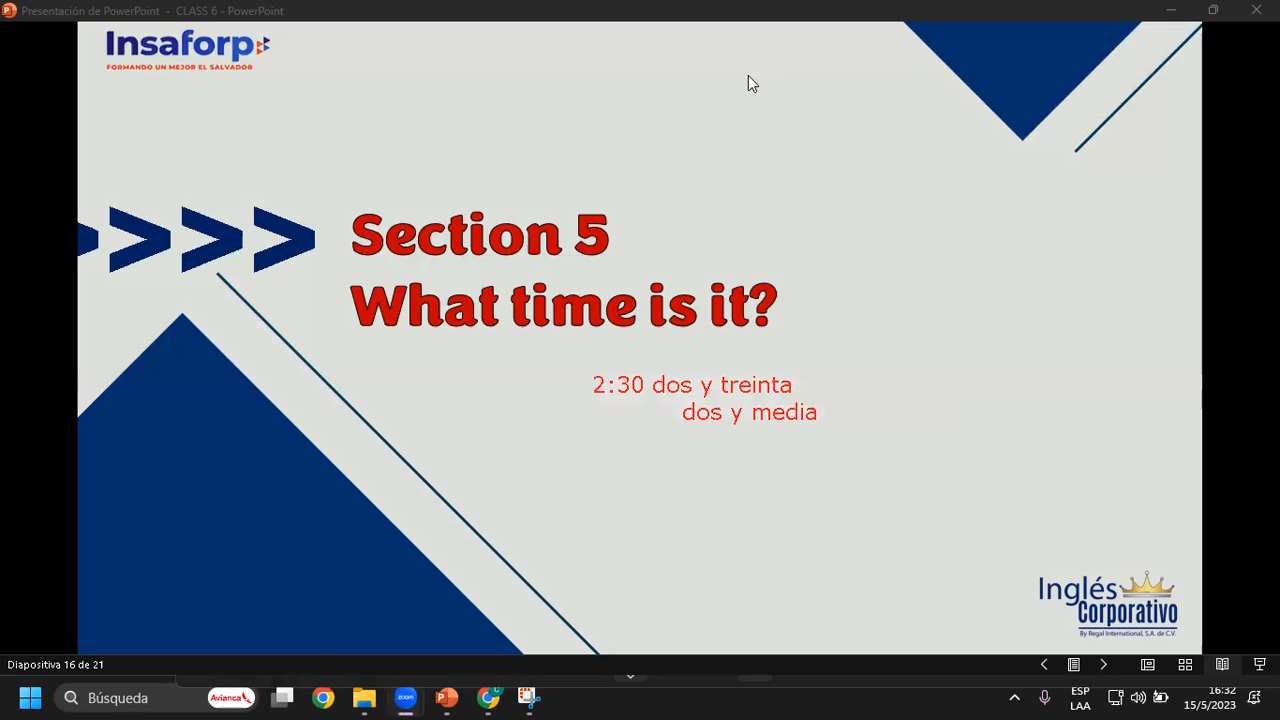 Presentación de PowerPoint - CLASS 6 - PowerPoint
Insaforp
FORMANDO UN MEJOR EL SALVADOR
>>>>
Section 5
What time is it?
2:30 dos y treinta
dos y media
Inglés
Corporativo
By Regal International, S.A. de C.V.
Diapositiva 16 de 21
Búsqueda
Avianca
zoom
ESP
LAA
16:32
15/5/2023